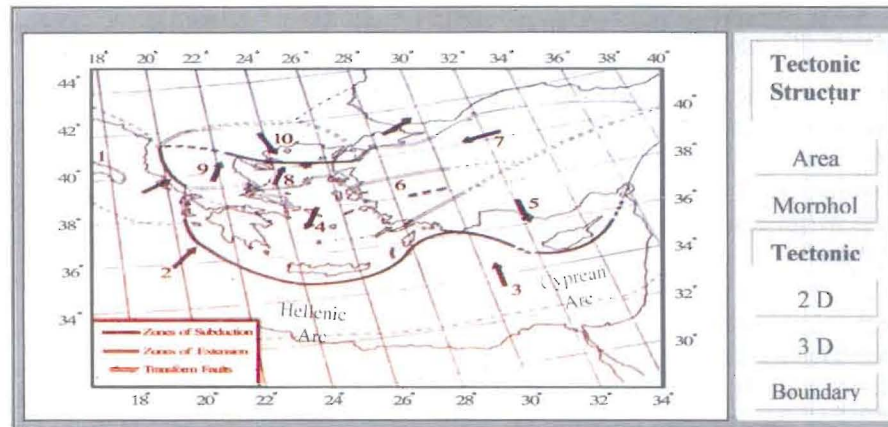 18° 20° 22° 24° 26° 28° 30° 32° 34° 36° 38° 40°
44°
42°
40°
38°
36°
34°
40°
38°
36°
34°
32°
30°
18° 20° 22° 24° 26° 28° 30° 32° 34°
1
2
3
4
5
6
7
8
9
10
Hellenic
Arc
Cyprean
Arc
Zones of Subduction
Zones of Extension
Transform Faults
Tectonic
Structur
Area
Morphol
Tectonic
2 D
3 D
Boundary